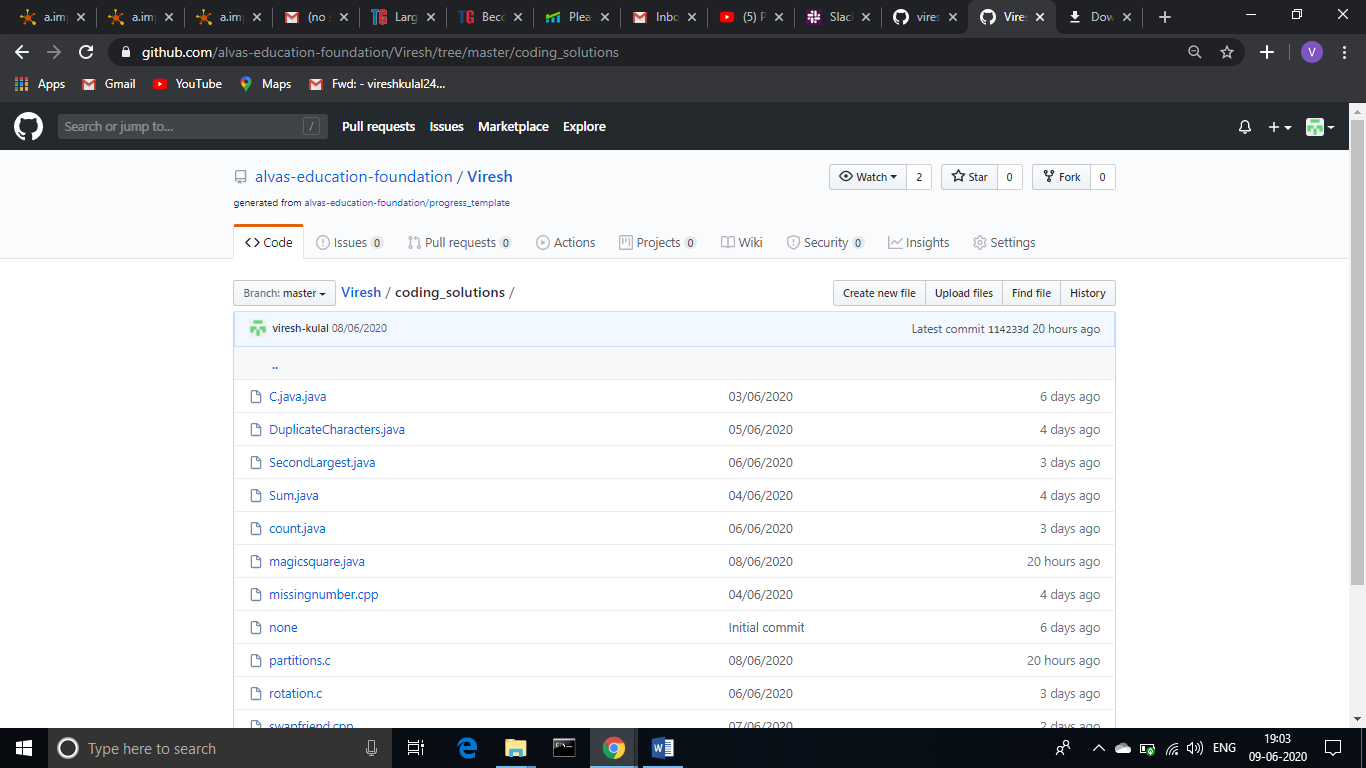 a.im
a.im
a.im
(no s
Larg
Becc
Plea
Inbo
(5) P
Slac
vires
Vire
Dow
github.com/alvas-education-foundation/Viresh/tree/master/coding_solutions
V
Apps Gmail YouTube Maps Fwd: - vireshkulal24...
Search or jump to... / Pull requests Issues Marketplace Explore
alvas-education-foundation / Viresh Watch 2 Star 0 Fork 0
generated from alvas-education-foundation/progress_template
Code Issues 0 Pull requests 0 Actions Projects 0 Wiki Security 0 Insights Settings
Branch: master Viresh / coding_solutions / Create new file Upload files Find file History
viresh-kulal 08/06/2020 Latest commit 114233d 20 hours ago
..
C.java.java 03/06/2020 6 days ago
DuplicateCharacters.java 05/06/2020 4 days ago
SecondLargest.java 06/06/2020 3 days ago
Sum.java 04/06/2020 4 days ago
count.java 06/06/2020 3 days ago
magicsquare.java 08/06/2020 20 hours ago
missingnumber.cpp 04/06/2020 4 days ago
none Initial commit 6 days ago
partitions.c 08/06/2020 20 hours ago
rotation.c 06/06/2020 3 days ago
swapfriend.cpp 07/06/2020 2 days ago
Type here to search ENG 19:03
09-06-2020